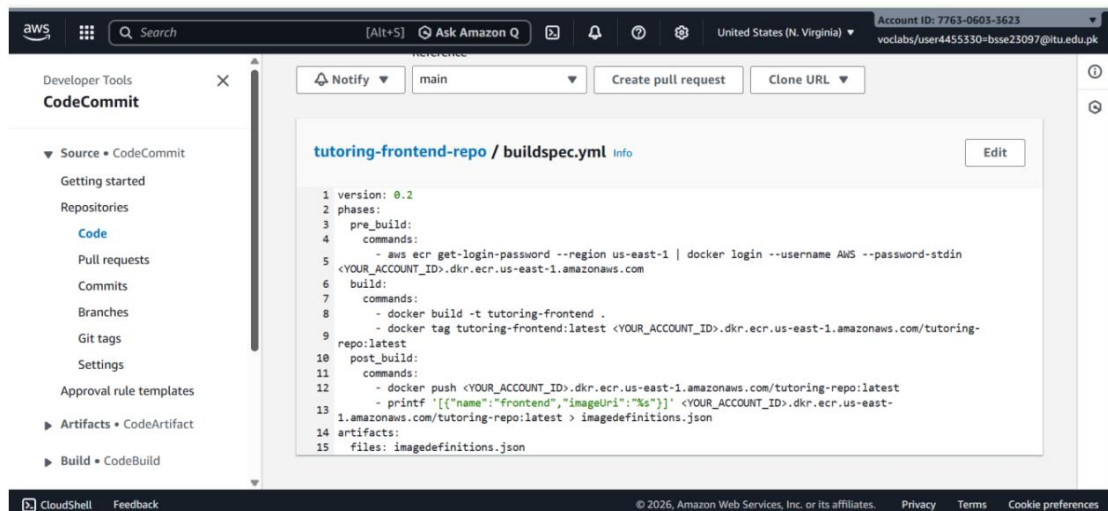 aws
Search
[Alt+S]
Ask Amazon Q
United States (N. Virginia) ▼
Account ID: 7763-0603-3623
voclabs/user4455330=bsse23097@itu.edu.pk
Developer Tools
CodeCommit
Source • CodeCommit
Getting started
Repositories
Code
Pull requests
Commits
Branches
Git tags
Settings
Approval rule templates
Artifacts • CodeArtifact
Build • CodeBuild
Reference
Notify ▼
main
Create pull request
Clone URL ▼
tutoring-frontend-repo / buildspec.yml Info
Edit
1 version: 0.2
2 phases:
3   pre_build:
4     commands:
5       - aws ecr get-login-password --region us-east-1 | docker login --username AWS --password-stdin
<YOUR_ACCOUNT_ID>.dkr.ecr.us-east-1.amazonaws.com
6   build:
7     commands:
8       - docker build -t tutoring-frontend .
9       - docker tag tutoring-frontend:latest <YOUR_ACCOUNT_ID>.dkr.ecr.us-east-1.amazonaws.com/tutoring-
repo:latest
10   post_build:
11     commands:
12       - docker push <YOUR_ACCOUNT_ID>.dkr.ecr.us-east-1.amazonaws.com/tutoring-repo:latest
13       - printf '[{"name":"frontend","imageUri":"%s"}]' <YOUR_ACCOUNT_ID>.dkr.ecr.us-east-
1.amazonaws.com/tutoring-repo:latest > imagedefinitions.json
14 artifacts:
15   files: imagedefinitions.json
CloudShell
Feedback
© 2026, Amazon Web Services, Inc. or its affiliates.
Privacy
Terms
Cookie preferences